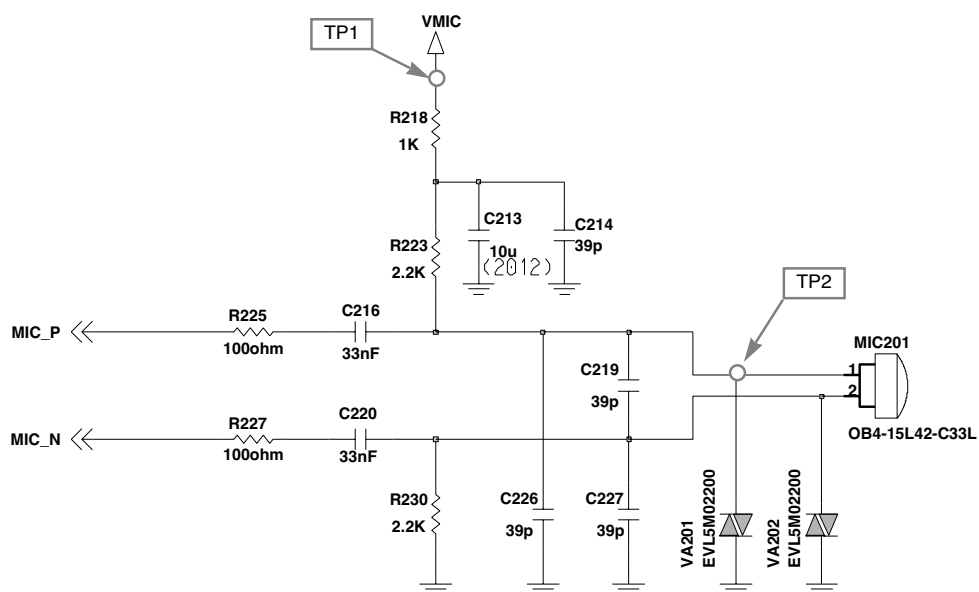 TP1
VMIC
R218
1K
C213
10u
(2012)
C214
39p
R223
2.2K
TP2
MIC_P
R225
100ohm
C216
33nF
MIC201
1
2
C219
39p
OB4-15L42-C33L
MIC_N
R227
100ohm
C220
33nF
R230
2.2K
C226
39p
C227
39p
VA201
EVL5M02200
VA202
EVL5M02200